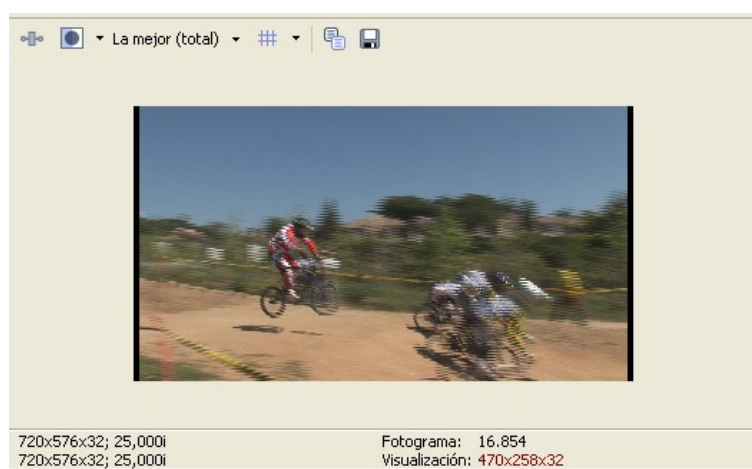 La mejor (total)
720x576x32; 25,000i
Fotograma: 16.854
720x576x32; 25,000i
Visualización: 470x258x32